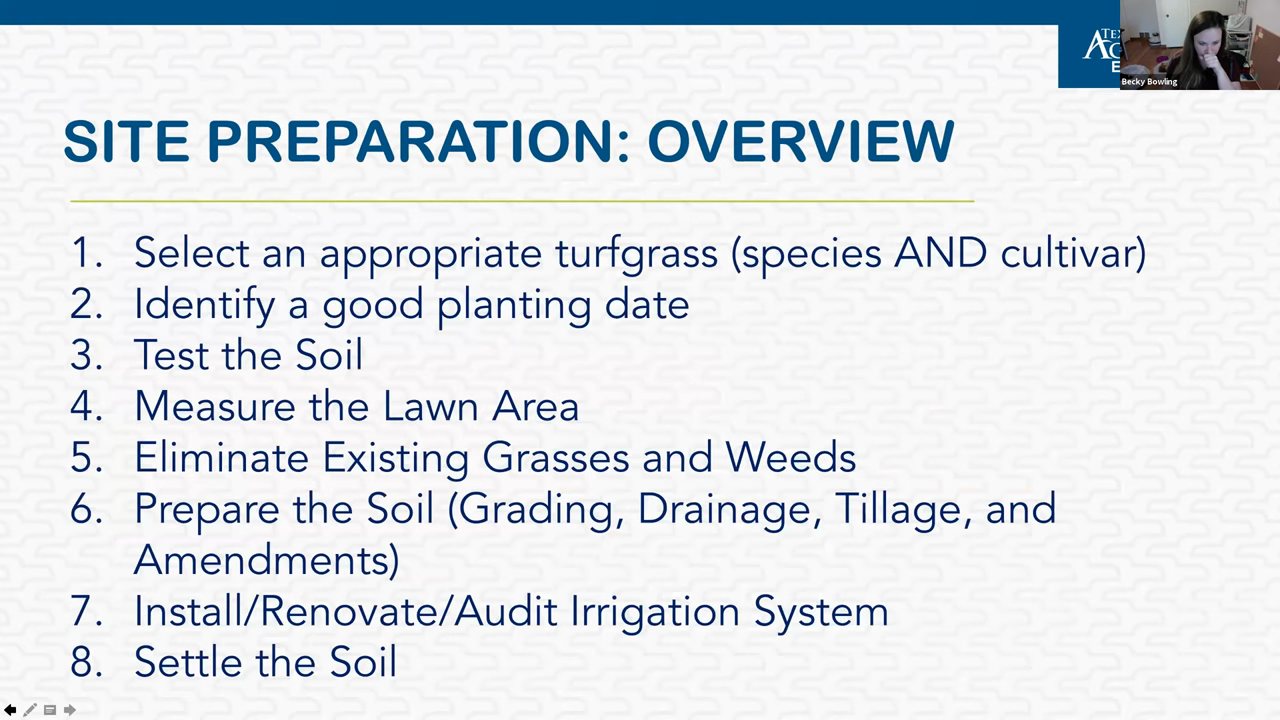 Becky Bowling
SITE PREPARATION: OVERVIEW
1. Select an appropriate turfgrass (species AND cultivar)
2. Identify a good planting date
3. Test the Soil
4. Measure the Lawn Area
5. Eliminate Existing Grasses and Weeds
6. Prepare the Soil (Grading, Drainage, Tillage, and
Amendments)
7. Install/Renovate/Audit Irrigation System
8. Settle the Soil